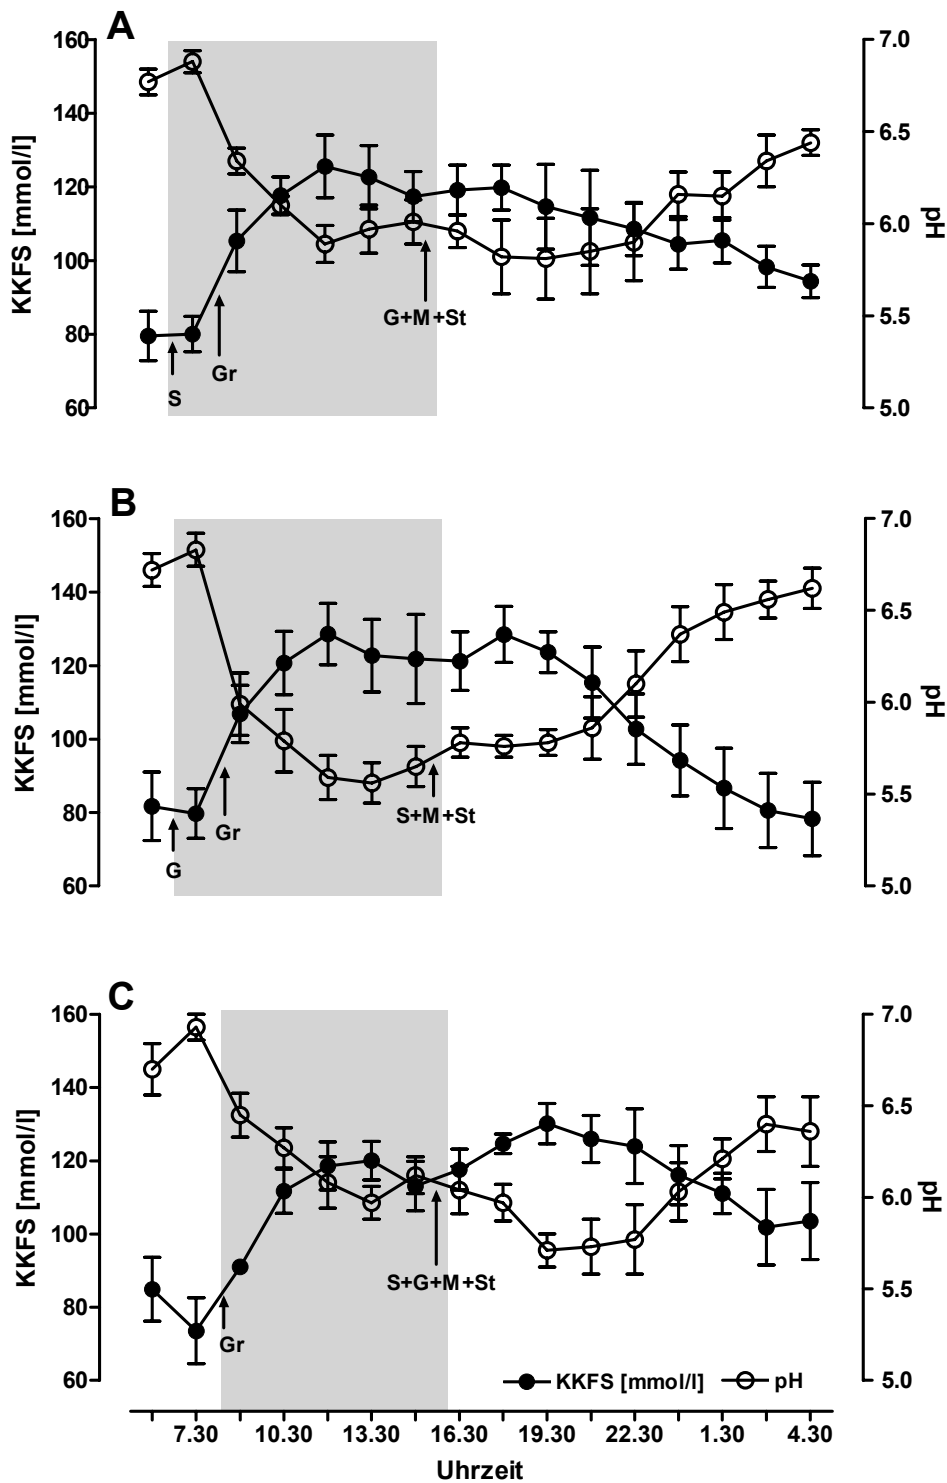 A
160
140
120
100
80
60
KKFS [mmol/l]
7.0
6.5
6.0
5.5
5.0
pH
S
Gr
G+M+St
B
160
140
120
100
80
60
KKFS [mmol/l]
7.0
6.5
6.0
5.5
5.0
pH
G
Gr
S+M+St
C
160
140
120
100
80
60
KKFS [mmol/l]
7.0
6.5
6.0
5.5
5.0
pH
Gr
S+G+M+St
KKFS [mmol/l] pH
7.30 10.30 13.30 16.30 19.30 22.30 1.30 4.30
Uhrzeit